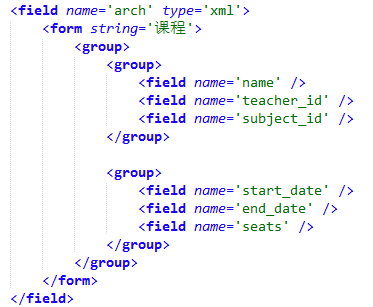 <field name='arch' type='xml'>
    <form string='课程'>
        <group>
            <group>
                <field name='name' />
                <field name='teacher_id' />
                <field name='subject_id' />
            </group>

            <group>
                <field name='start_date' />
                <field name='end_date' />
                <field name='seats' />
            </group>
        </group>
    </form>
</field>